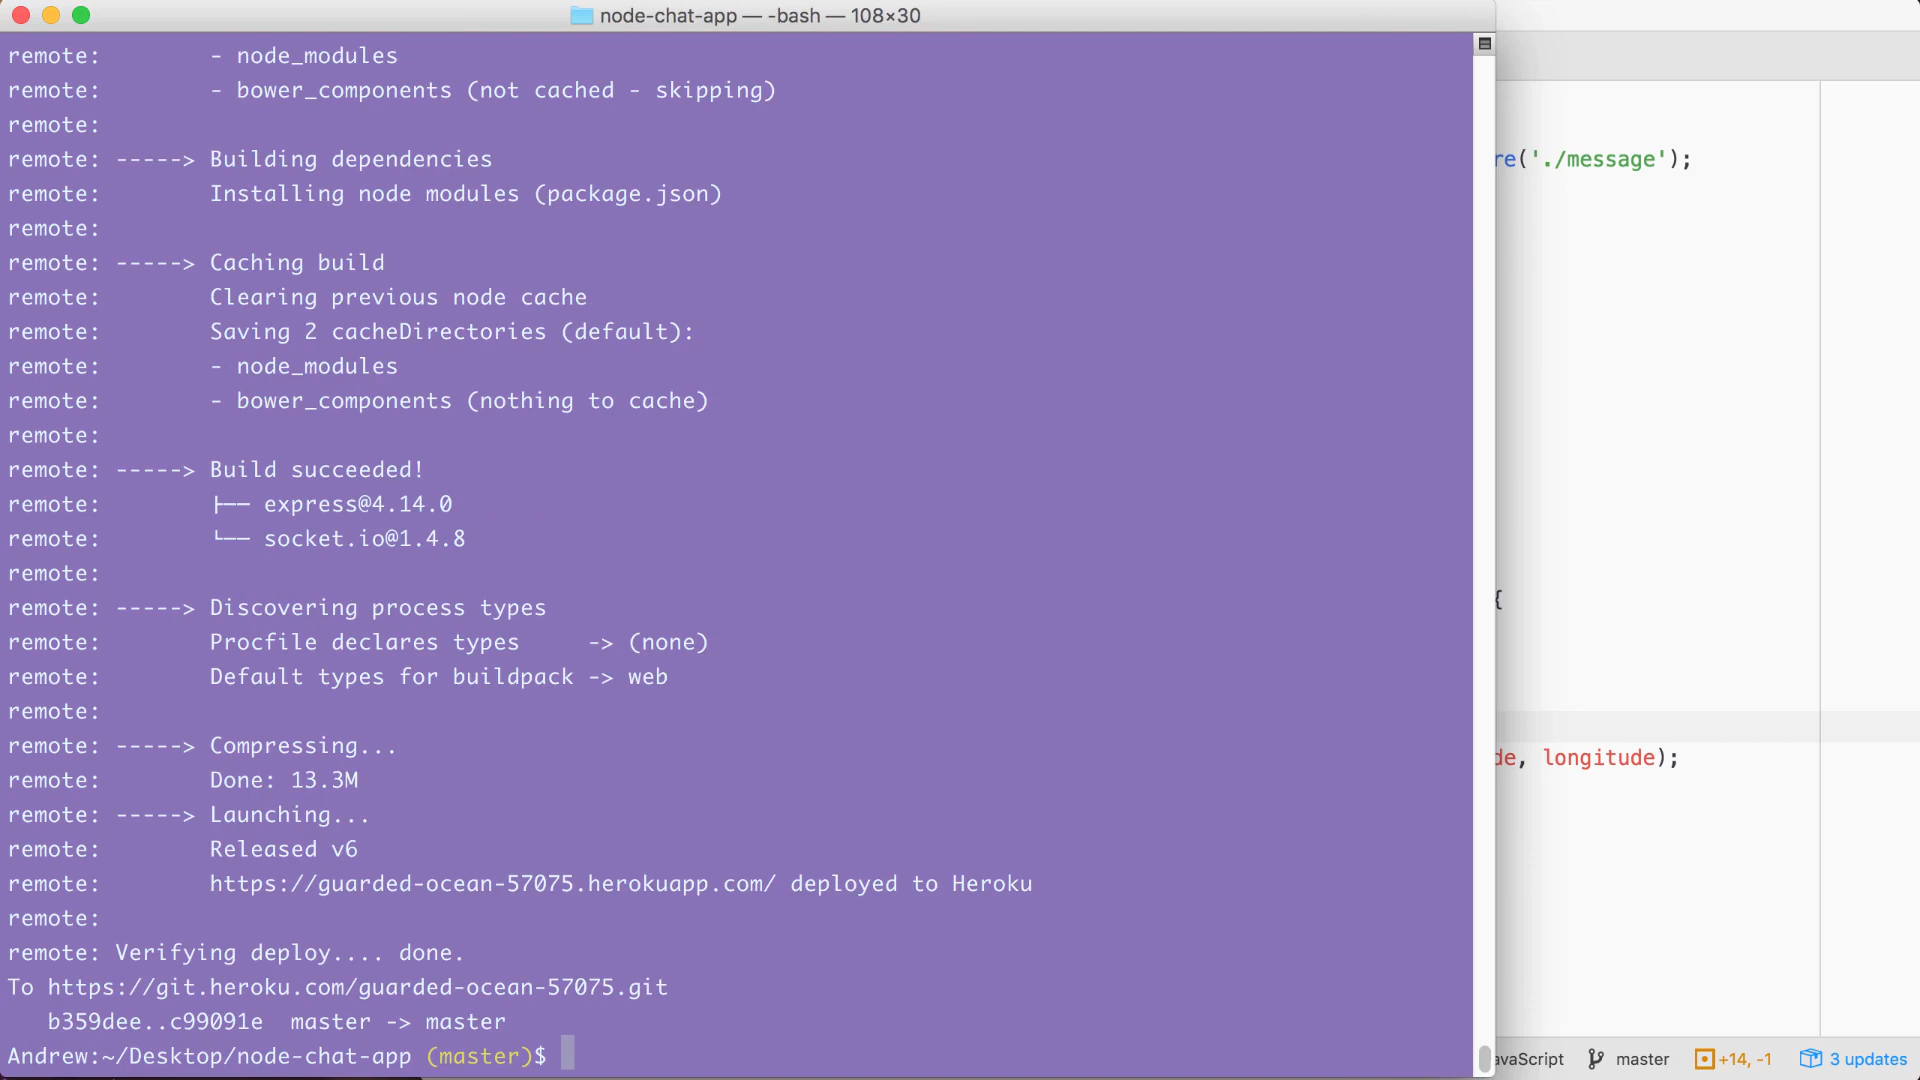 node-chat-app — -bash — 108×30
remote:        - node_modules
remote:        - bower_components (not cached - skipping)
remote:
remote: -----> Building dependencies
remote:        Installing node modules (package.json)
remote:
remote: -----> Caching build
remote:        Clearing previous node cache
remote:        Saving 2 cacheDirectories (default):
remote:        - node_modules
remote:        - bower_components (nothing to cache)
remote:
remote: -----> Build succeeded!
remote:        ├── express@4.14.0
remote:        └── socket.io@1.4.8
remote:
remote: -----> Discovering process types
remote:        Procfile declares types     -> (none)
remote:        Default types for buildpack -> web
remote:
remote: -----> Compressing...
remote:        Done: 13.3M
remote: -----> Launching...
remote:        Released v6
remote:        https://guarded-ocean-57075.herokuapp.com/ deployed to Heroku
remote:
remote: Verifying deploy.... done.
To https://git.heroku.com/guarded-ocean-57075.git
   b359dee..c99091e  master -> master
Andrew:~/Desktop/node-chat-app (master)$
re('./message');
{
de, longitude);
avaScript master +14, -1 3 updates